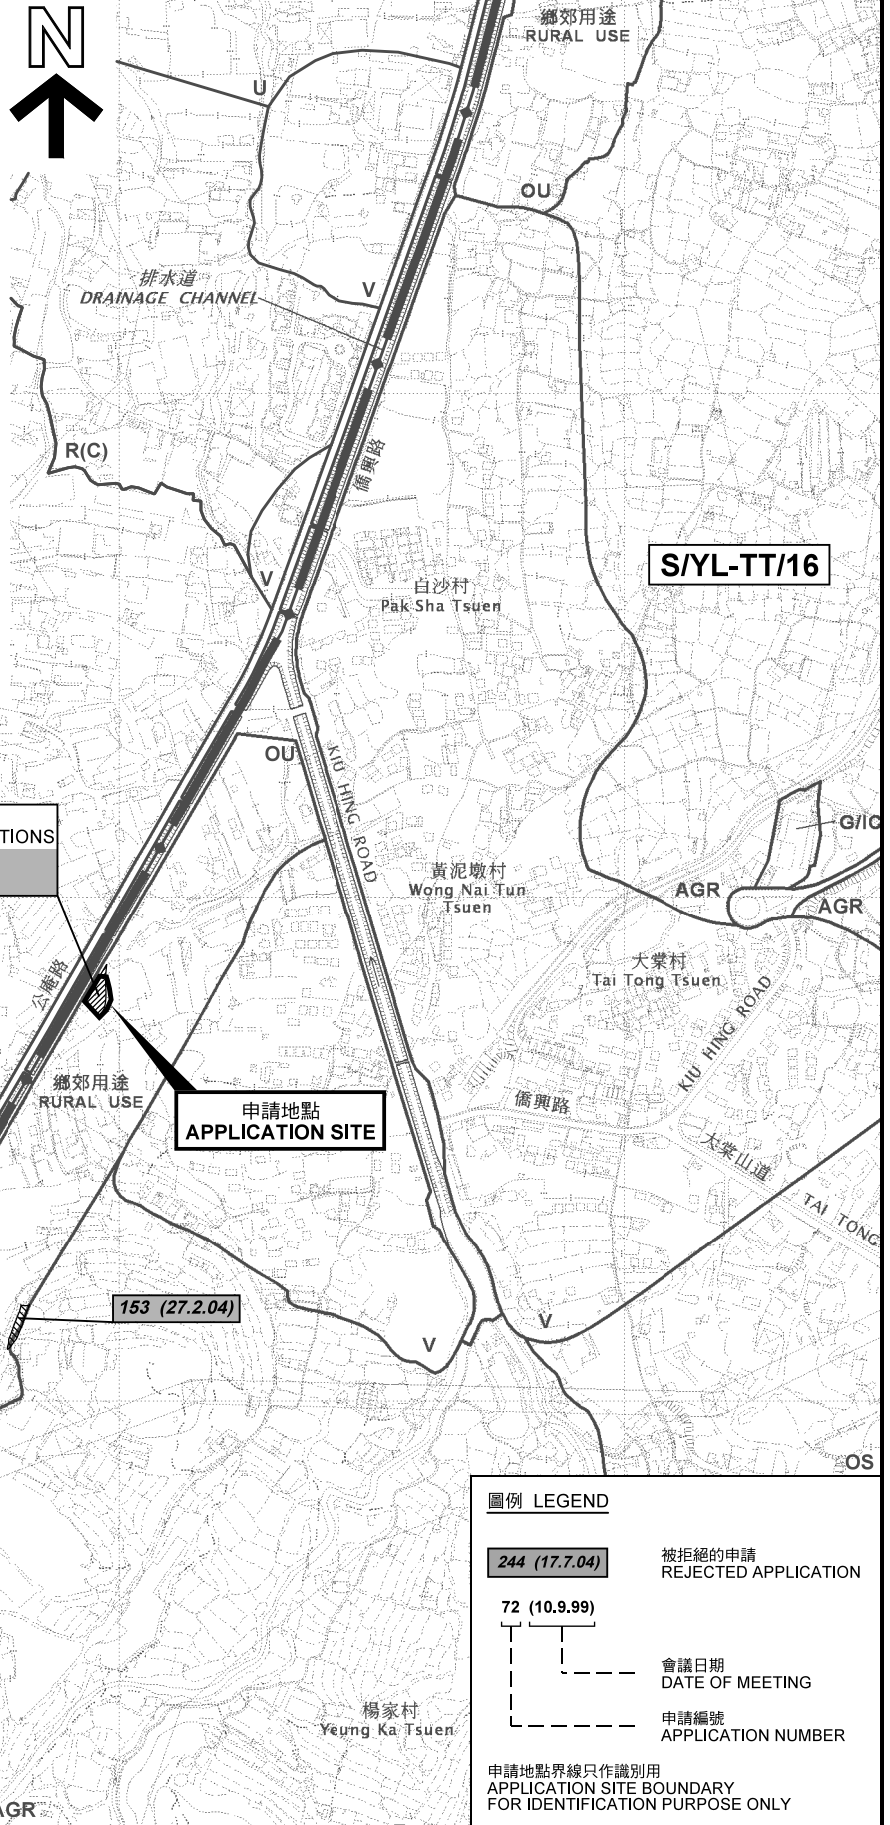 N
鄉郊用途
RURAL USE
U
OU
排水道
DRAINAGE CHANNEL
V
R(C)
僑興路
S/YL-TT/16
V
白沙村
Pak Sha Tsuen
OU
KIU HING ROAD
TIONS
G/IC
黃泥墩村
Wong Nai Tun
Tsuen
AGR
AGR
公庵路
大棠村
Tai Tong Tsuen
KIU HING ROAD
鄉郊用途
RURAL USE
申請地點
APPLICATION SITE
僑興路
大棠山道
TAI TONG
153 (27.2.04)
V
V
OS
圖例 LEGEND
244 (17.7.04)
被拒絕的申請
REJECTED APPLICATION
72 (10.9.99)
會議日期
DATE OF MEETING
申請編號
APPLICATION NUMBER
楊家村
Yeung Ka Tsuen
申請地點界線只作識別用
APPLICATION SITE BOUNDARY
FOR IDENTIFICATION PURPOSE ONLY
AGR